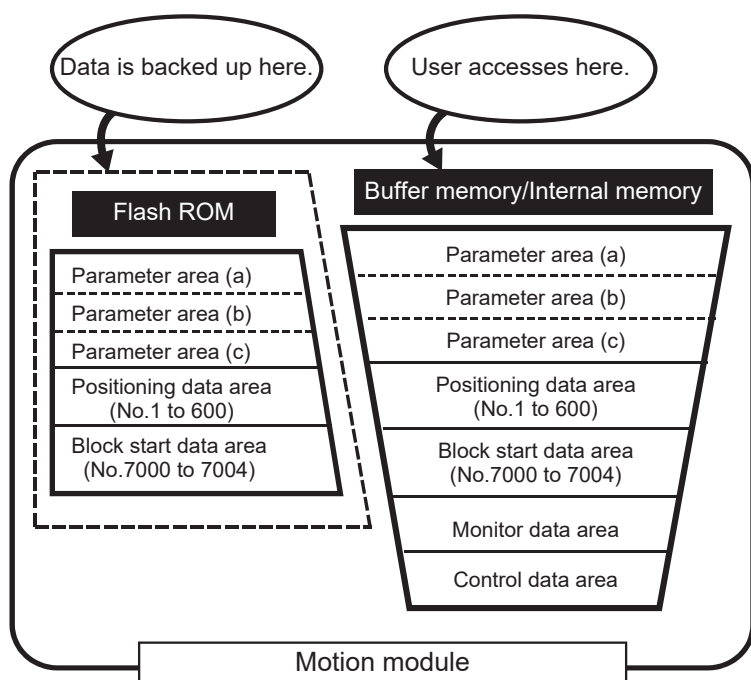 Data is backed up here.
User accesses here.
Flash ROM
Parameter area (a)
Parameter area (b)
Parameter area (c)
Positioning data area
(No.1 to 600)
Block start data area
(No.7000 to 7004)
Buffer memory/Internal memory
Parameter area (a)
Parameter area (b)
Parameter area (c)
Positioning data area
(No.1 to 600)
Block start data area
(No.7000 to 7004)
Monitor data area
Control data area
Motion module